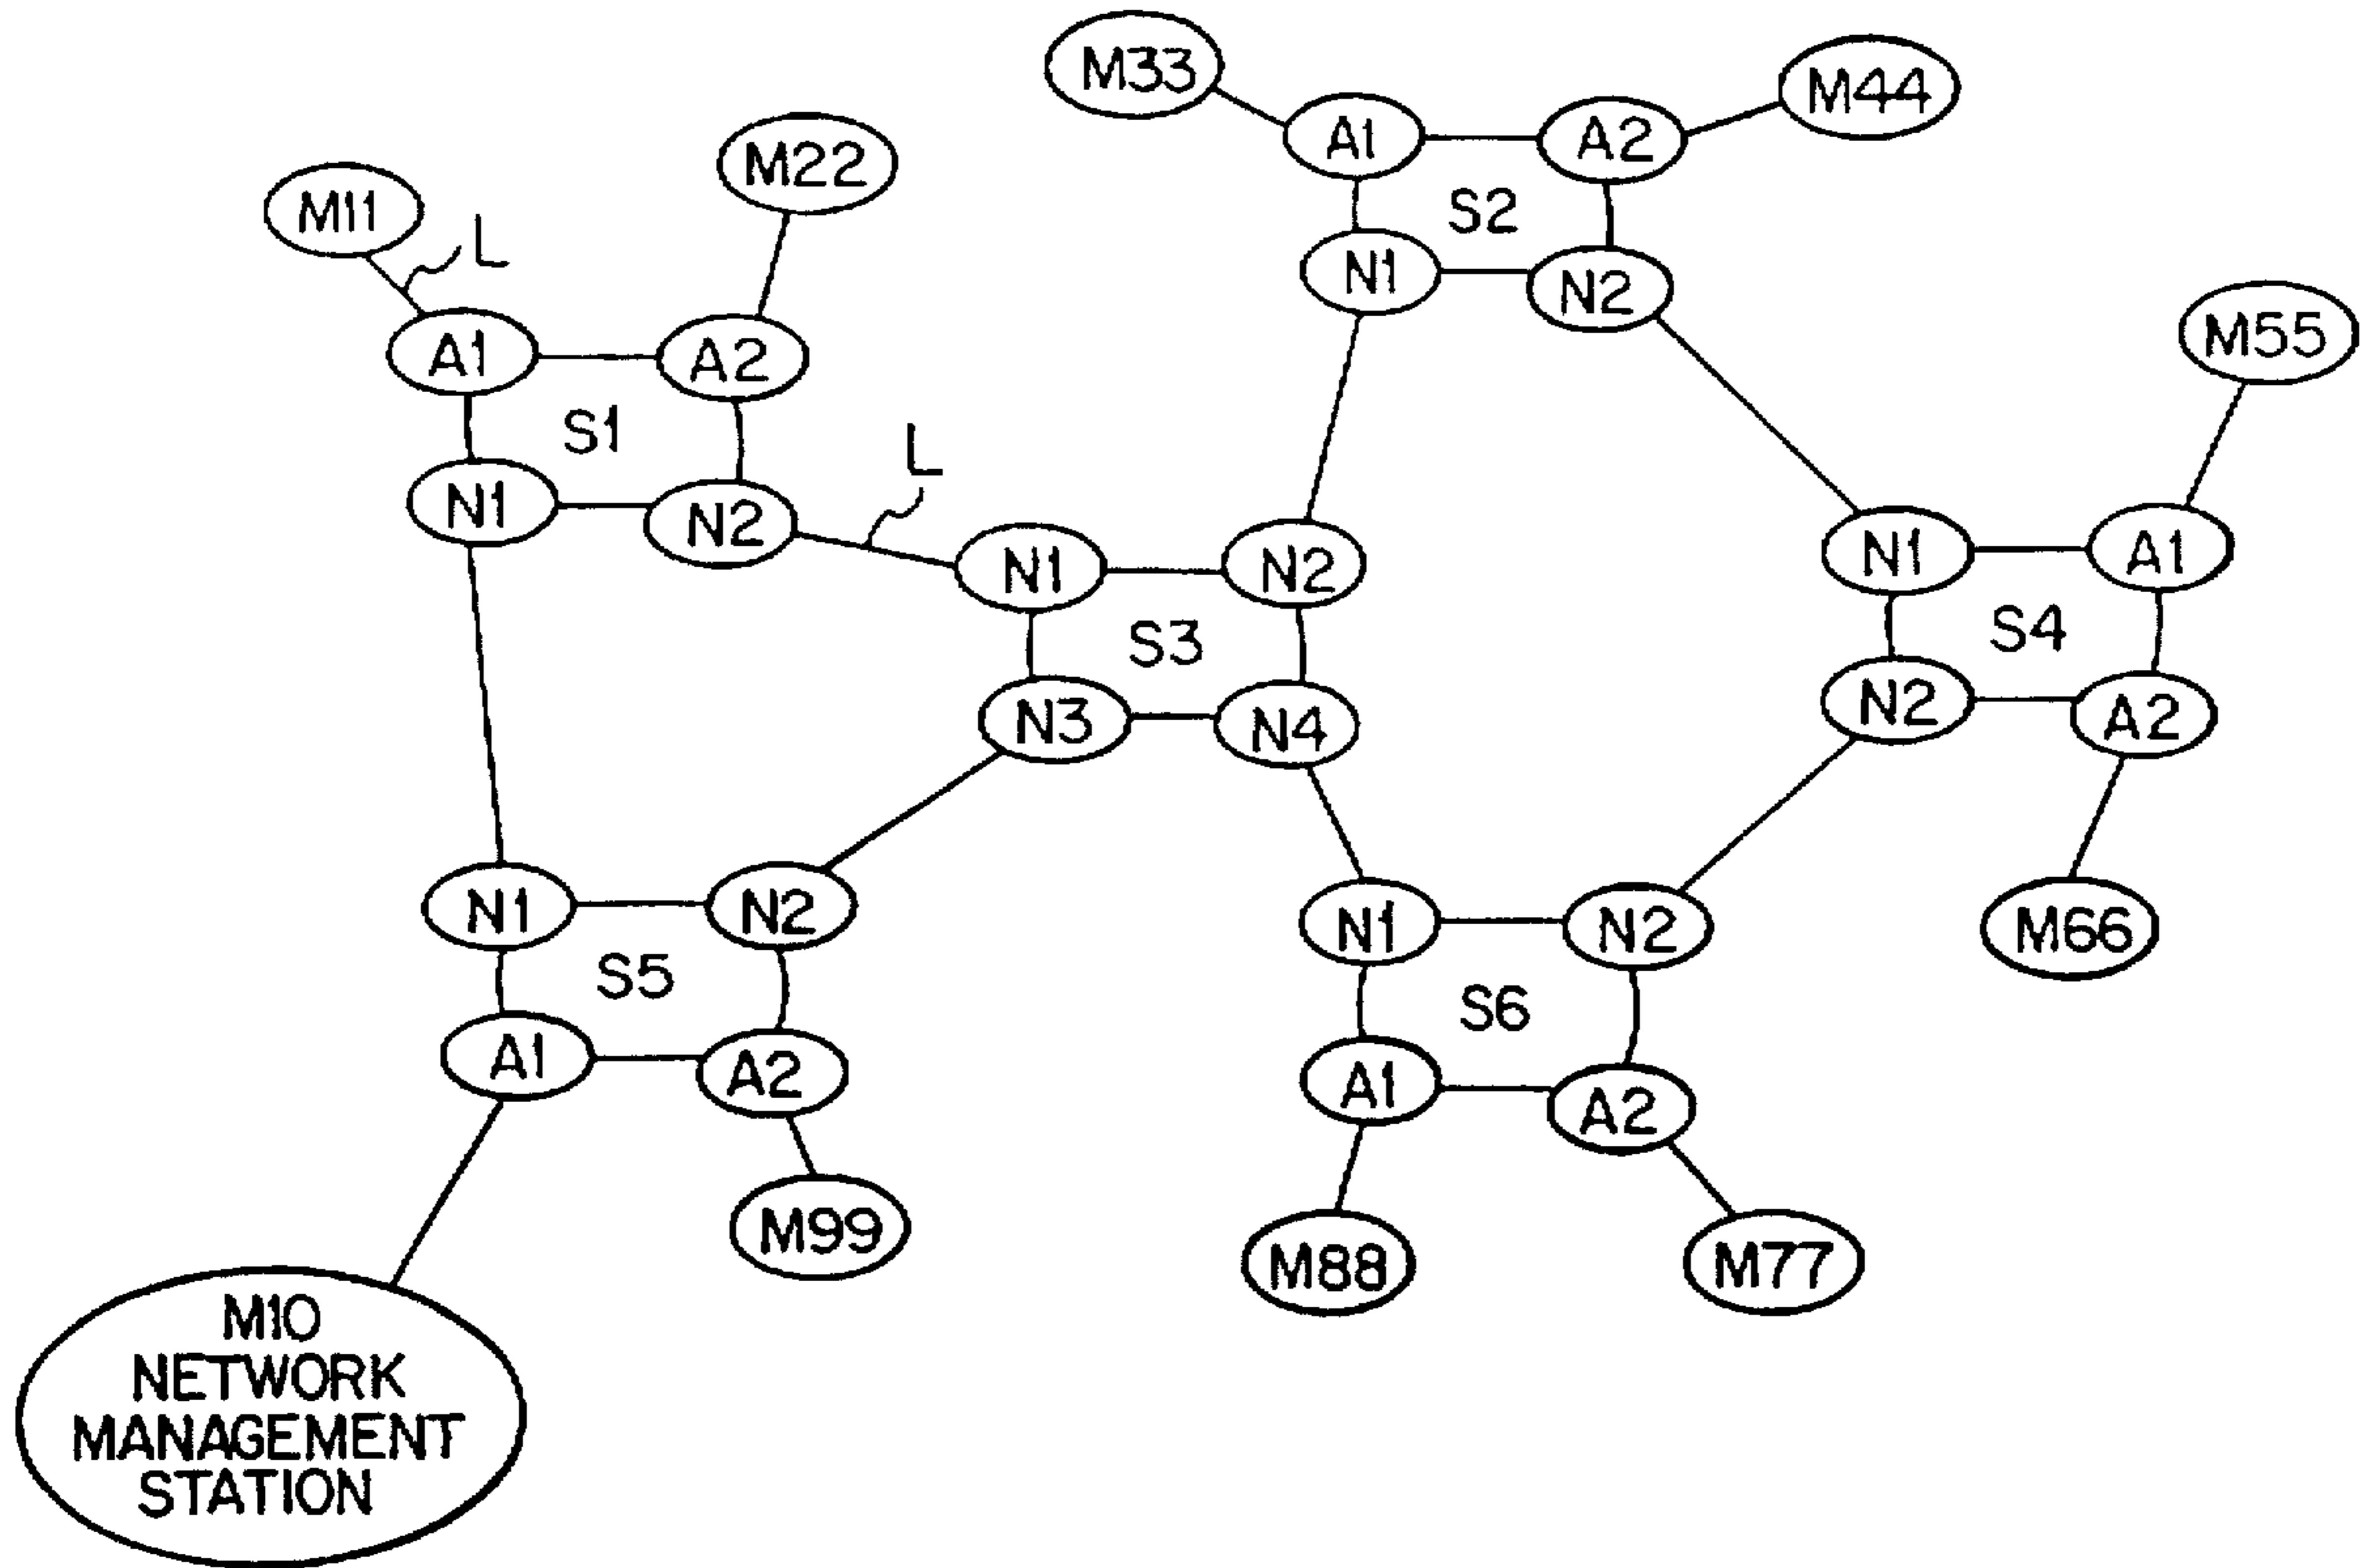 M33
M44
A1
A2
M22
M11
L
S2
N1
N2
M55
A1
A2
S1
L
N1
N2
N1
N2
N1
A1
S3
S4
N3
N4
N2
A2
N1
N2
N1
N2
M66
S5
S6
A1
A2
A1
A2
M99
M88
M77
M10
NETWORK
MANAGEMENT
STATION